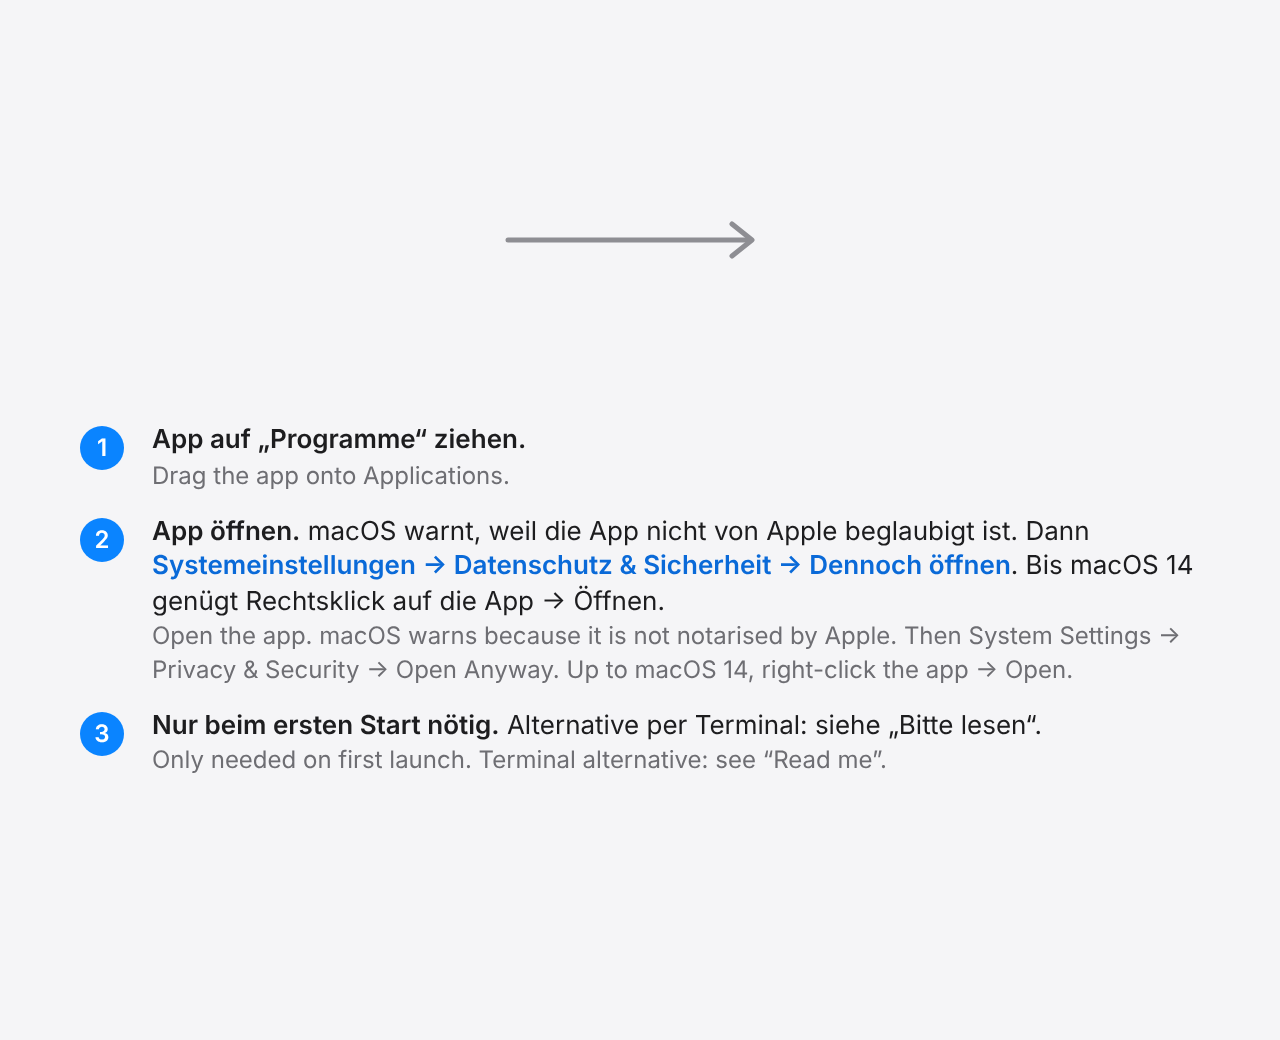 1
App auf „Programme“ ziehen.
Drag the app onto Applications.
2
App öffnen. macOS warnt, weil die App nicht von Apple beglaubigt ist. Dann
Systemeinstellungen → Datenschutz & Sicherheit → Dennoch öffnen. Bis macOS 14
genügt Rechtsklick auf die App → Öffnen.
Open the app. macOS warns because it is not notarised by Apple. Then System Settings →
Privacy & Security → Open Anyway. Up to macOS 14, right-click the app → Open.
3
Nur beim ersten Start nötig. Alternative per Terminal: siehe „Bitte lesen“.
Only needed on first launch. Terminal alternative: see “Read me”.